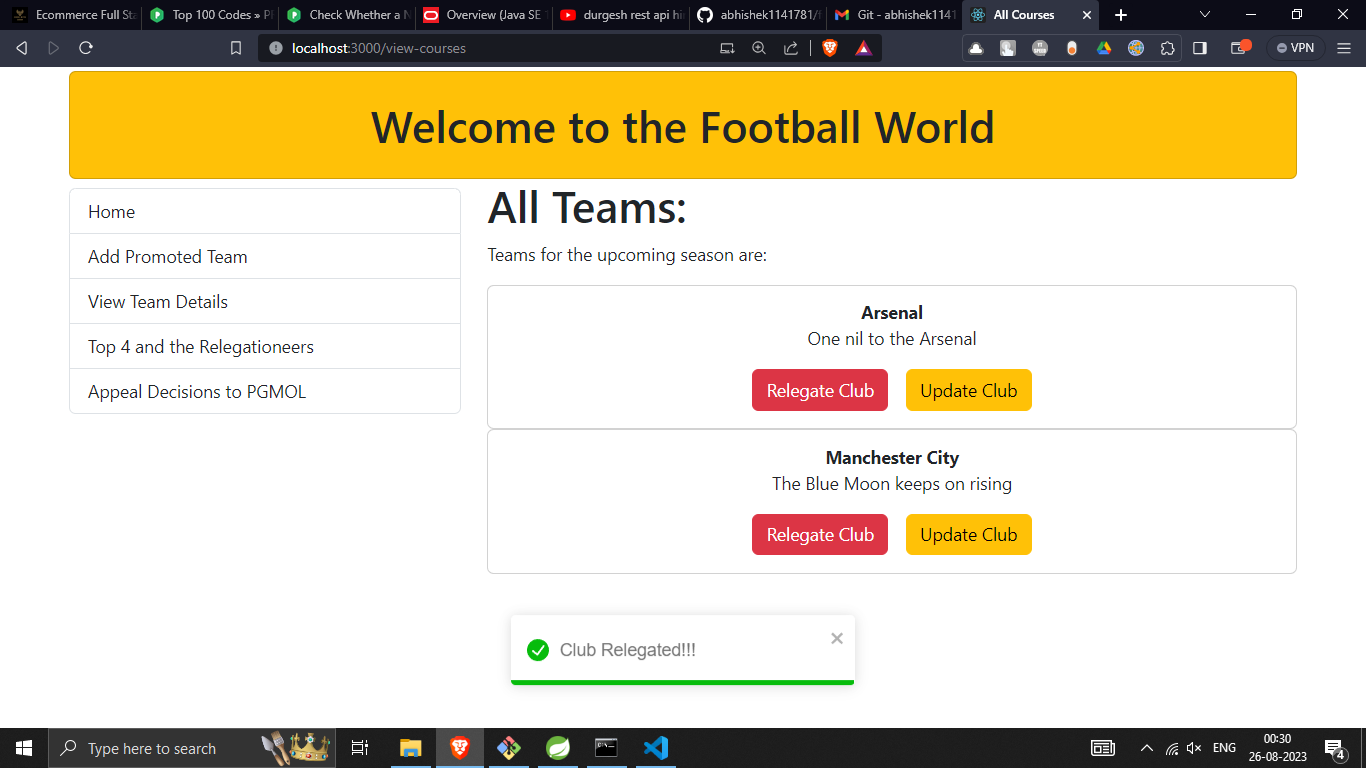 Ecommerce Full Sta
Top 100 Codes » P
Check Whether a N
Overview (Java SE
durgesh rest api hi
abhishek1141781/
Git - abhishek1141
All Courses
localhost:3000/view-courses
VPN
Welcome to the Football World
Home
Add Promoted Team
View Team Details
Top 4 and the Relegationeers
Appeal Decisions to PGMOL
All Teams:
Teams for the upcoming season are:
Arsenal
One nil to the Arsenal
Relegate Club
Update Club
Manchester City
The Blue Moon keeps on rising
Relegate Club
Update Club
Club Relegated!!!
Type here to search
ENG
00:30
26-08-2023
4